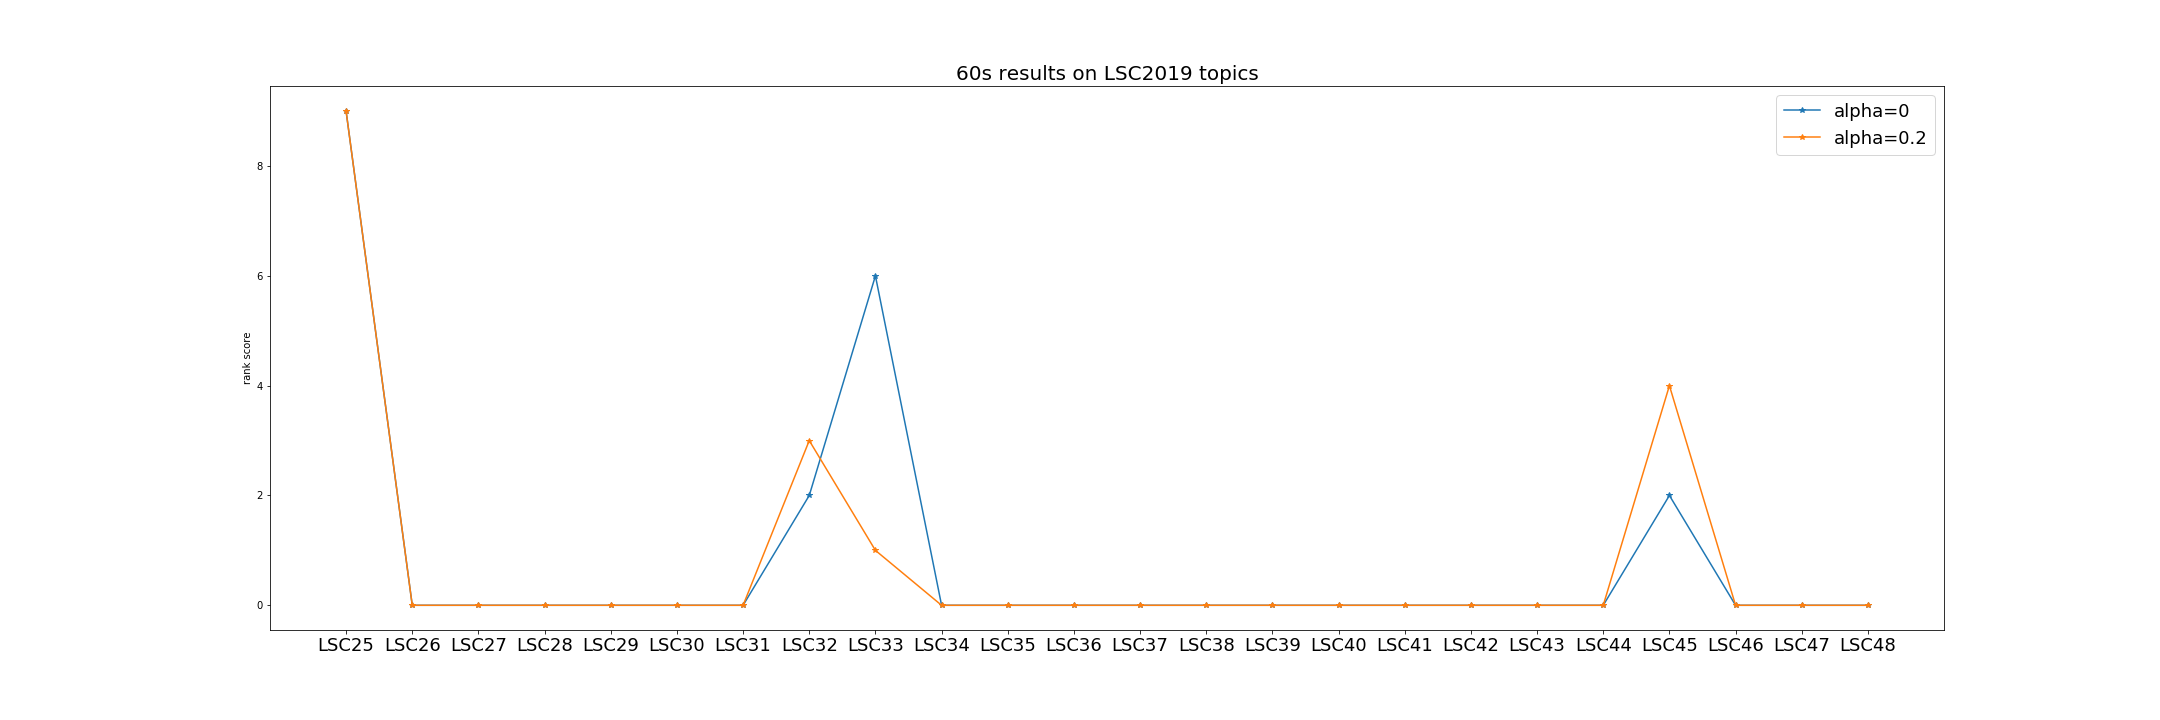 60s results on LSC2019 topics
alpha=0
alpha=0.2
8
6
4
2
0
rank score
LSC25 LSC26 LSC27 LSC28 LSC29 LSC30 LSC31 LSC32 LSC33 LSC34 LSC35 LSC36 LSC37 LSC38 LSC39 LSC40 LSC41 LSC42 LSC43 LSC44 LSC45 LSC46 LSC47 LSC48